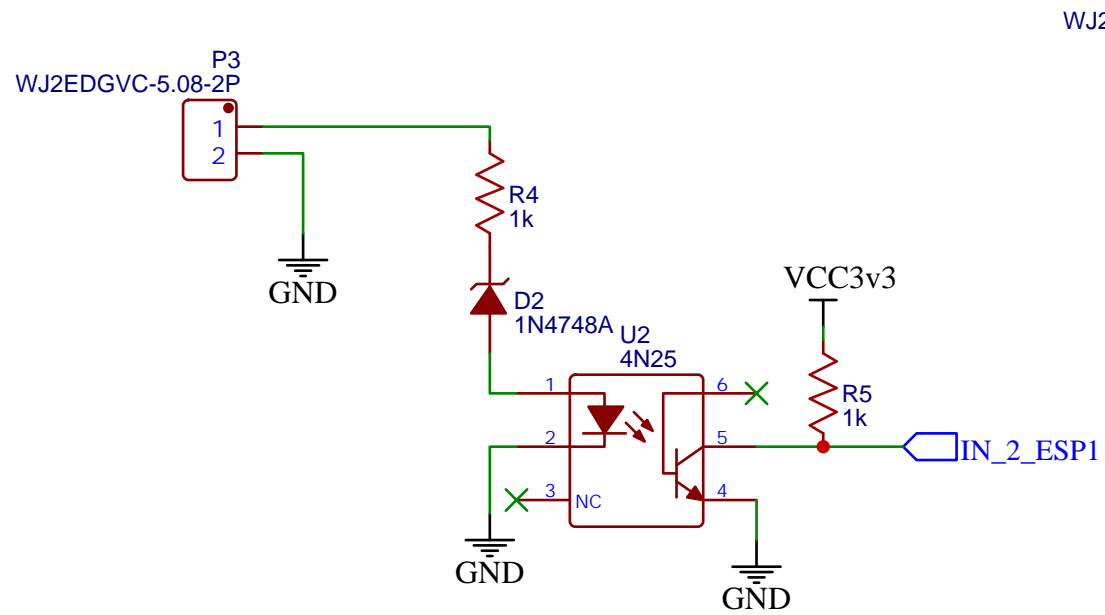 WJ2
P3
WJ2EDGVC-5.08-2P
1
2
R4
1k
GND
VCC3v3
D2
1N4748A
U2
4N25
1
6
R5
1k
2
5
IN_2_ESP1
3
NC
4
GND
GND